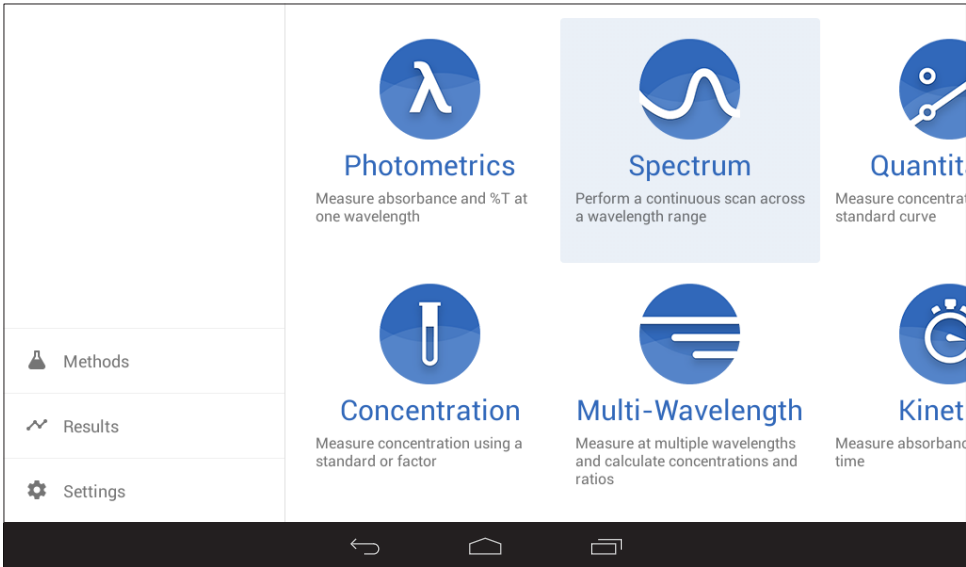 λ
Photometrics
Measure absorbance and %T at
one wavelength
Spectrum
Perform a continuous scan across
a wavelength range
Quantit
Measure concentrat
standard curve
Concentration
Measure concentration using a
standard or factor
Multi-Wavelength
Measure at multiple wavelengths
and calculate concentrations and
ratios
Kinet
Measure absorbanc
time
Methods
Results
Settings